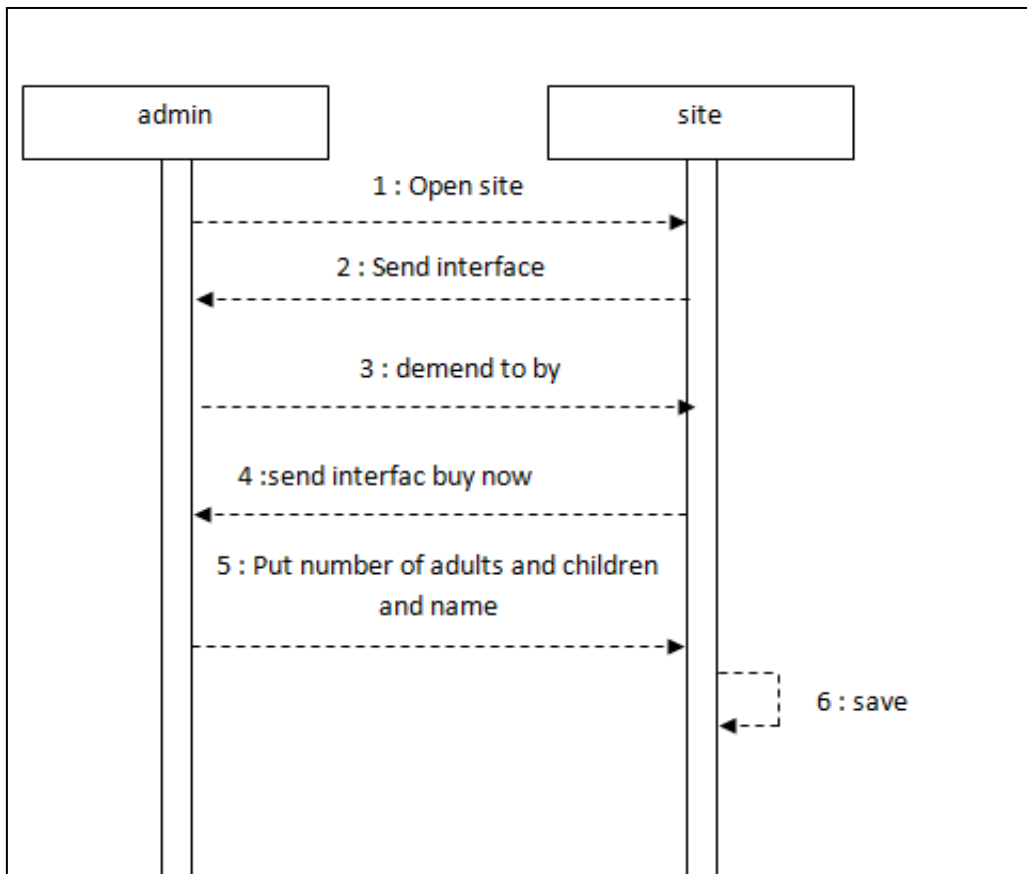 admin
site
1 : Open site
2 : Send interface
3 : demend to by
4 :send interfac buy now
5 : Put number of adults and children
and name
6 : save